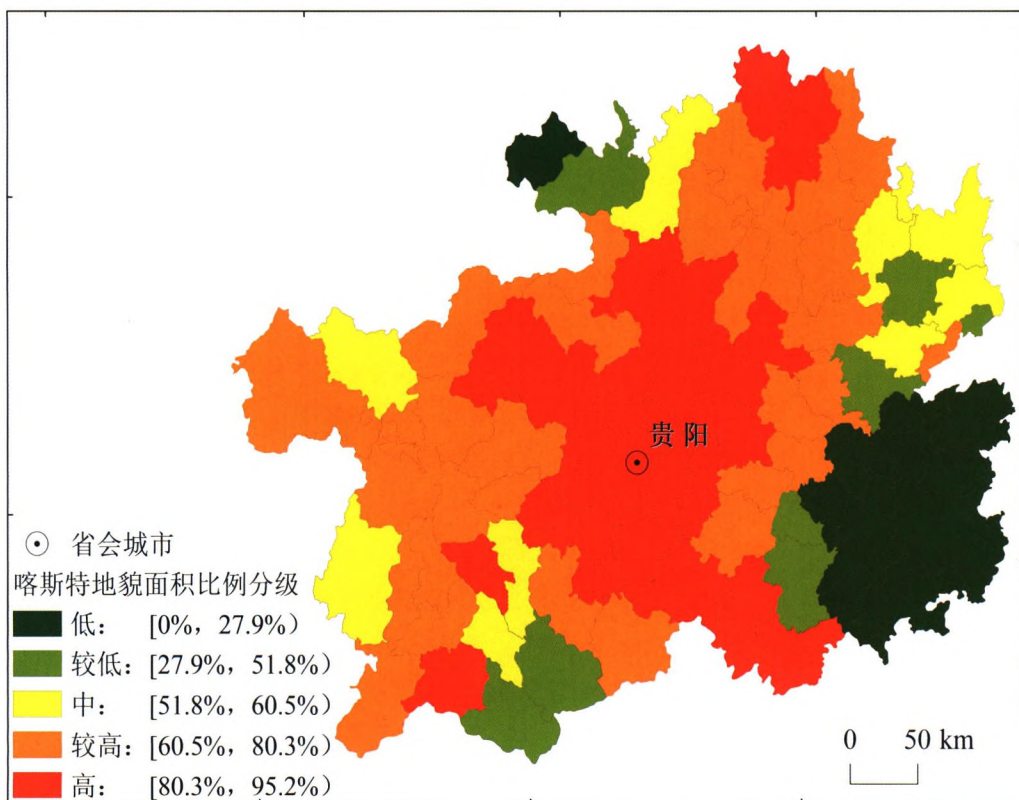 贵阳
省会城市
喀斯特地貌面积比例分级
低： [0%，27.9%）
较低：[27.9%，51.8%）
中： [51.8%，60.5%）
较高：[60.5%，80.3%）
高： [80.3%，95.2%）
0 50 km